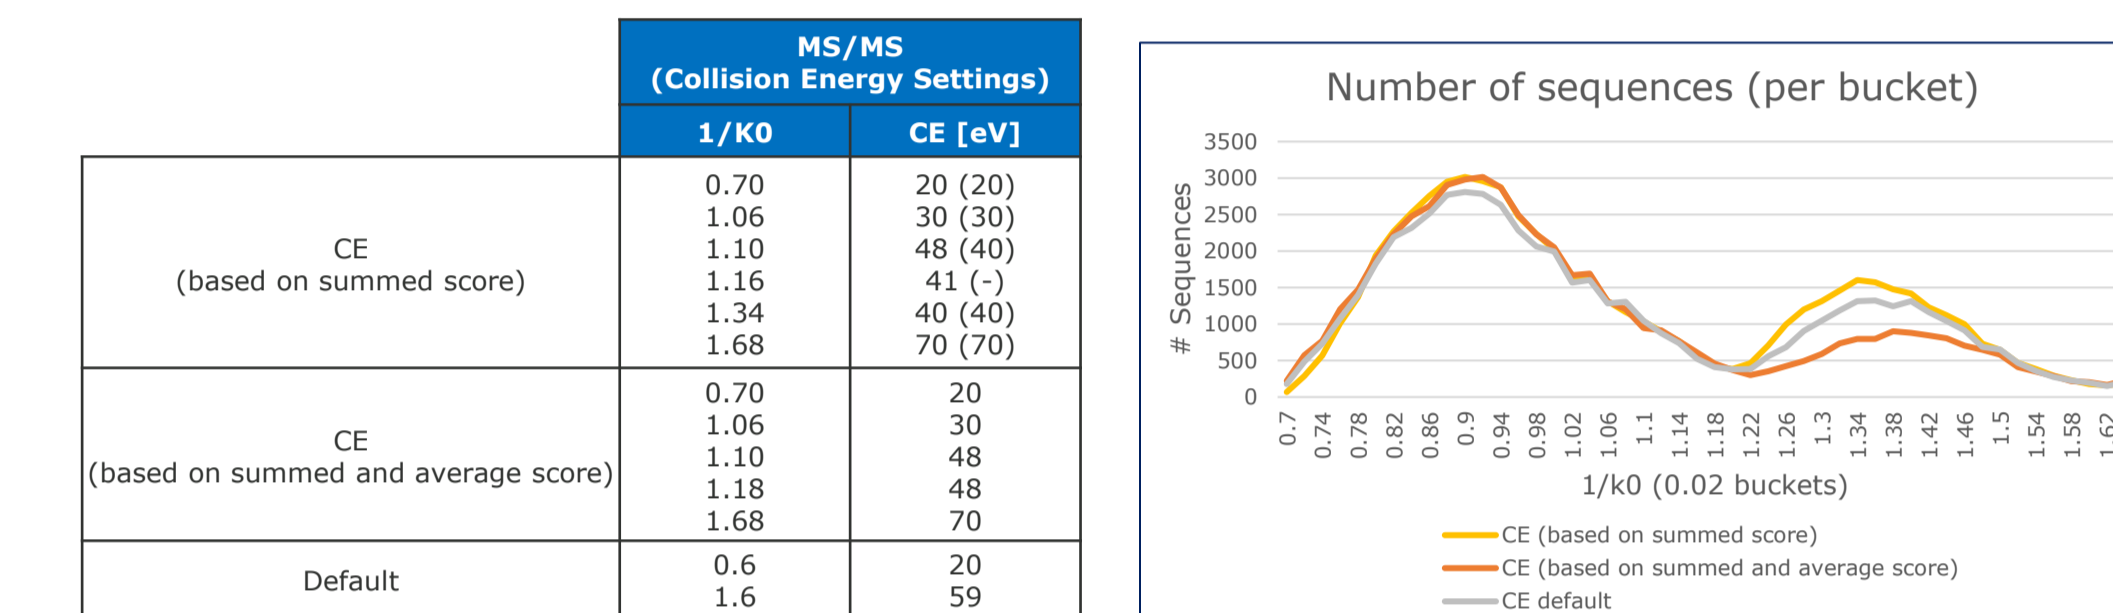 MS/MS
(Collision Energy Settings)
1/K0 CE [eV]
CE
(based on summed score)
0.70 20 (20)
1.06 30 (30)
1.10 48 (40)
1.16 41 (-)
1.34 40 (40)
1.68 70 (70)
CE
(based on summed and average score)
0.70 20
1.06 30
1.10 48
1.18 48
1.68 70
Default
0.6 20
1.6 59
Number of sequences (per bucket)
# Sequences
3500
3000
2500
2000
1500
1000
500
0
0.7 0.74 0.78 0.82 0.86 0.9 0.94 0.98 1.02 1.06 1.1 1.14 1.18 1.22 1.26 1.3 1.34 1.38 1.42 1.46 1.5 1.54 1.58 1.62
1/k0 (0.02 buckets)
CE (based on summed score)
CE (based on summed and average score)
CE default